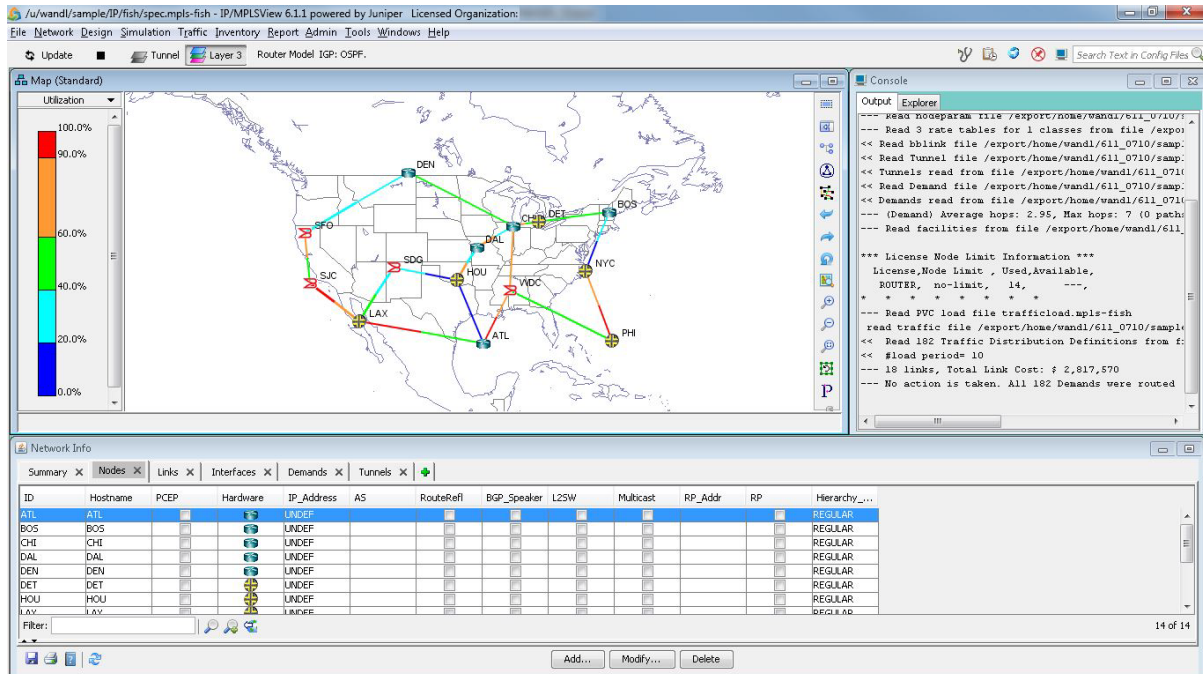 /u/wandl/sample/IP/fish/spec.mpls-fish - IP/MPLSView 6.1.1 powered by Juniper Licensed Organization:
File Network Design Simulation Traffic Inventory Report Admin Tools Windows Help
Update Tunnel Layer 3 Router Model IGP: OSPF. Search Text in Config Files
Map (Standard)
Utilization
100.0%
90.0%
60.0%
40.0%
20.0%
0.0%
DEN
BOS
CHI DET
SFO
DAL
SDG
NYC
HOU
SJC
WDC
LAX
ATL
PHI
P
Console
Output Explorer
--- Read nodeparam file /export/home/wandl/611_0710/
--- Read 3 rate tables for 1 classes from file /expor
<< Read bblink file /export/home/wandl/611_0710/samp
<< Read Tunnel file /export/home/wandl/611_0710/samp
<< Tunnels read from file /export/home/wandl/611_071
<< Read Demand file /export/home/wandl/611_0710/samp
<< Demands read from file /export/home/wandl/611_071
--- (Demand) Average hops: 2.95, Max hops: 7 (0 path
--- Read facilities from file /export/home/wandl/611_
*** License Node Limit Information ***
License,Node Limit , Used,Available,
ROUTER, no-limit, 14, ---,
* * * * * * *
--- Read PVC load file trafficload.mpls-fish
read traffic file /export/home/wandl/611_0710/sample
<< Read 182 Traffic Distribution Definitions from f
<< #load period= 10
--- 18 links, Total Link Cost: $ 2,817,570
--- No action is taken. All 182 Demands were routed
Network Info
Summary Nodes Links Interfaces Demands Tunnels
ID Hostname PCEP Hardware IP_Address AS RouteRefl BGP_Speaker L2SW Multicast RP_Addr RP Hierarchy_...
ATL ATL UNDEF REGULAR
BOS BOS UNDEF REGULAR
CHI CHI UNDEF REGULAR
DAL DAL UNDEF REGULAR
DEN DEN UNDEF REGULAR
DET DET UNDEF REGULAR
HOU HOU UNDEF REGULAR
LAX LAX UNDEF REGULAR
Filter: 14 of 14
Add... Modify... Delete